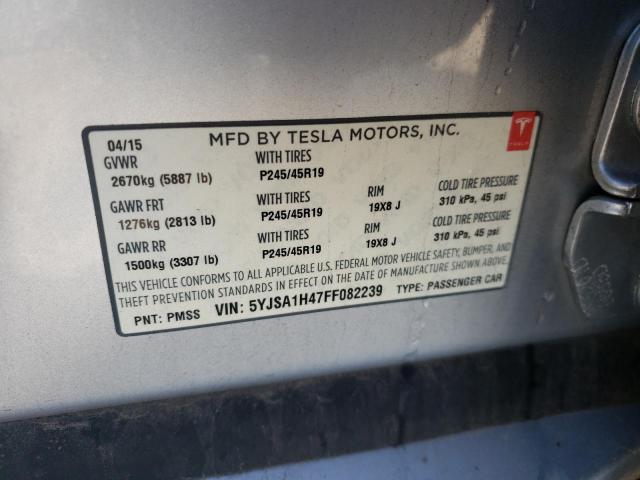 04/15 MFD BY TESLA MOTORS, INC.
GVWR WITH TIRES
2670kg (5887 lb) P245/45R19
GAWR FRT WITH TIRES RIM COLD TIRE PRESSURE
1276kg (2813 lb) P245/45R19 19X8 J 310 kPa, 45 psi
GAWR RR WITH TIRES RIM COLD TIRE PRESSURE
1500kg (3307 lb) P245/45R19 19X8 J 310 kPa, 45 psi
THIS VEHICLE CONFORMS TO ALL APPLICABLE U.S. FEDERAL MOTOR VEHICLE SAFETY, BUMPER, AND
THEFT PREVENTION STANDARDS IN EFFECT ON THE DATE OF MANUFACTURE SHOWN ABOVE.
PNT: PMSS VIN: 5YJSA1H47FF082239 TYPE: PASSENGER CAR
TESLA